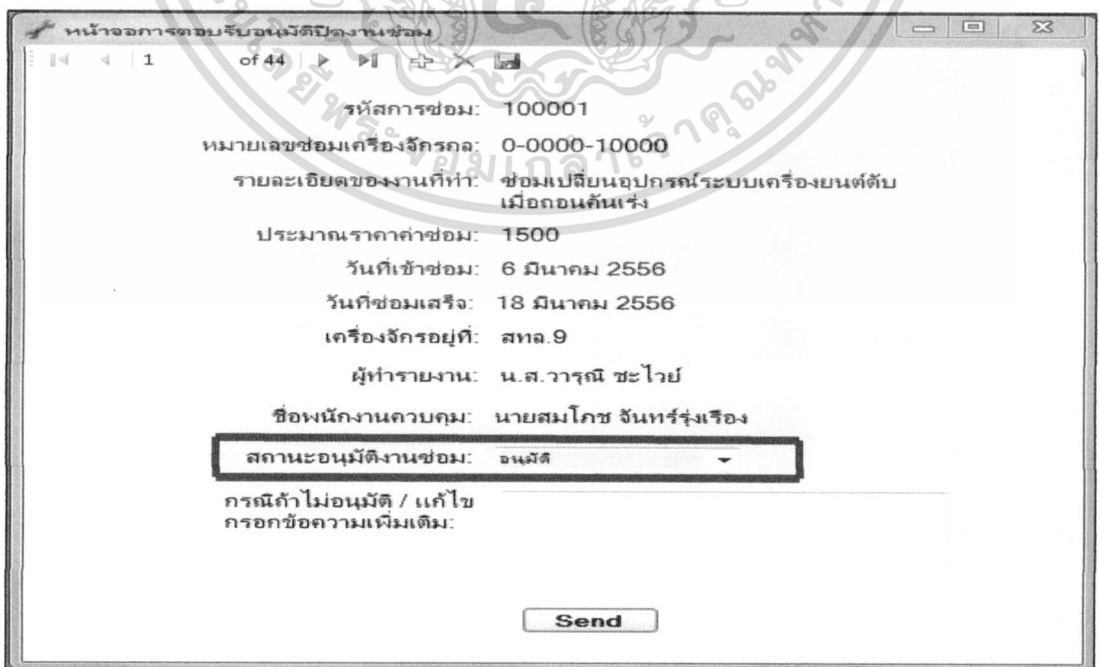 หน้าจอการตอบรับอนุมัติปิดงานซ่อม
1 of 44
รหัสการซ่อม: 100001
หมายเลขซ่อมเครื่องจักรกล: 0-0000-10000
รายละเอียดของงานที่ทำ: ซ่อมเปลี่ยนอุปกรณ์ระบบเครื่องยนต์ดับ
เมื่อถอนคันเร่ง
ประมาณราคาค่าซ่อม: 1500
วันที่เข้าซ่อม: 6 มีนาคม 2556
วันที่ซ่อมเสร็จ: 18 มีนาคม 2556
เครื่องจักรอยู่ที่: สทล.9
ผู้ทำรายงาน: น.ส.วารุณี ชะไวย์
ชื่อพนักงานควบคุม: นายสมโภช จันทร์รุ่งเรือง
สถานะอนุมัติงานซ่อม: อนุมัติ
กรณีถ้าไม่อนุมัติ / แก้ไข
กรอกข้อความเพิ่มเติม:
Send